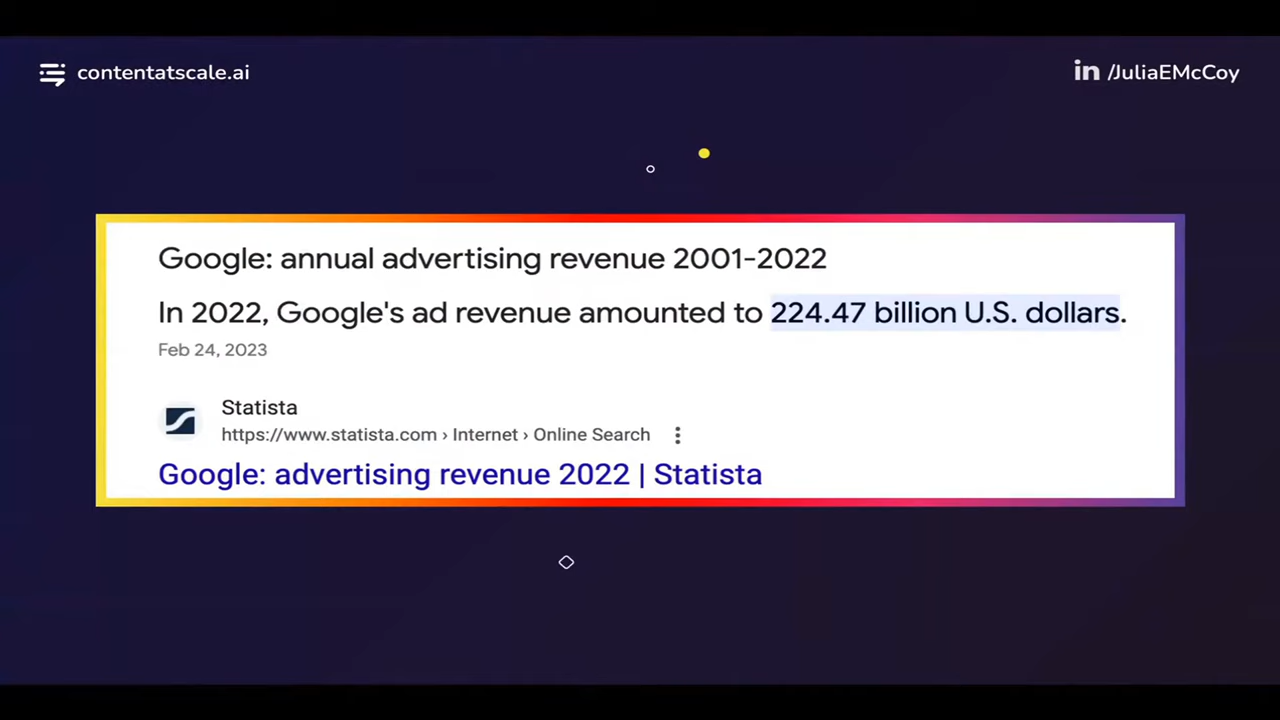 contentatscale.ai
in /JuliaEMcCoy
Google: annual advertising revenue 2001-2022
In 2022, Google's ad revenue amounted to 224.47 billion U.S. dollars.
Feb 24, 2023
Statista
https://www.statista.com › Internet › Online Search
Google: advertising revenue 2022 | Statista